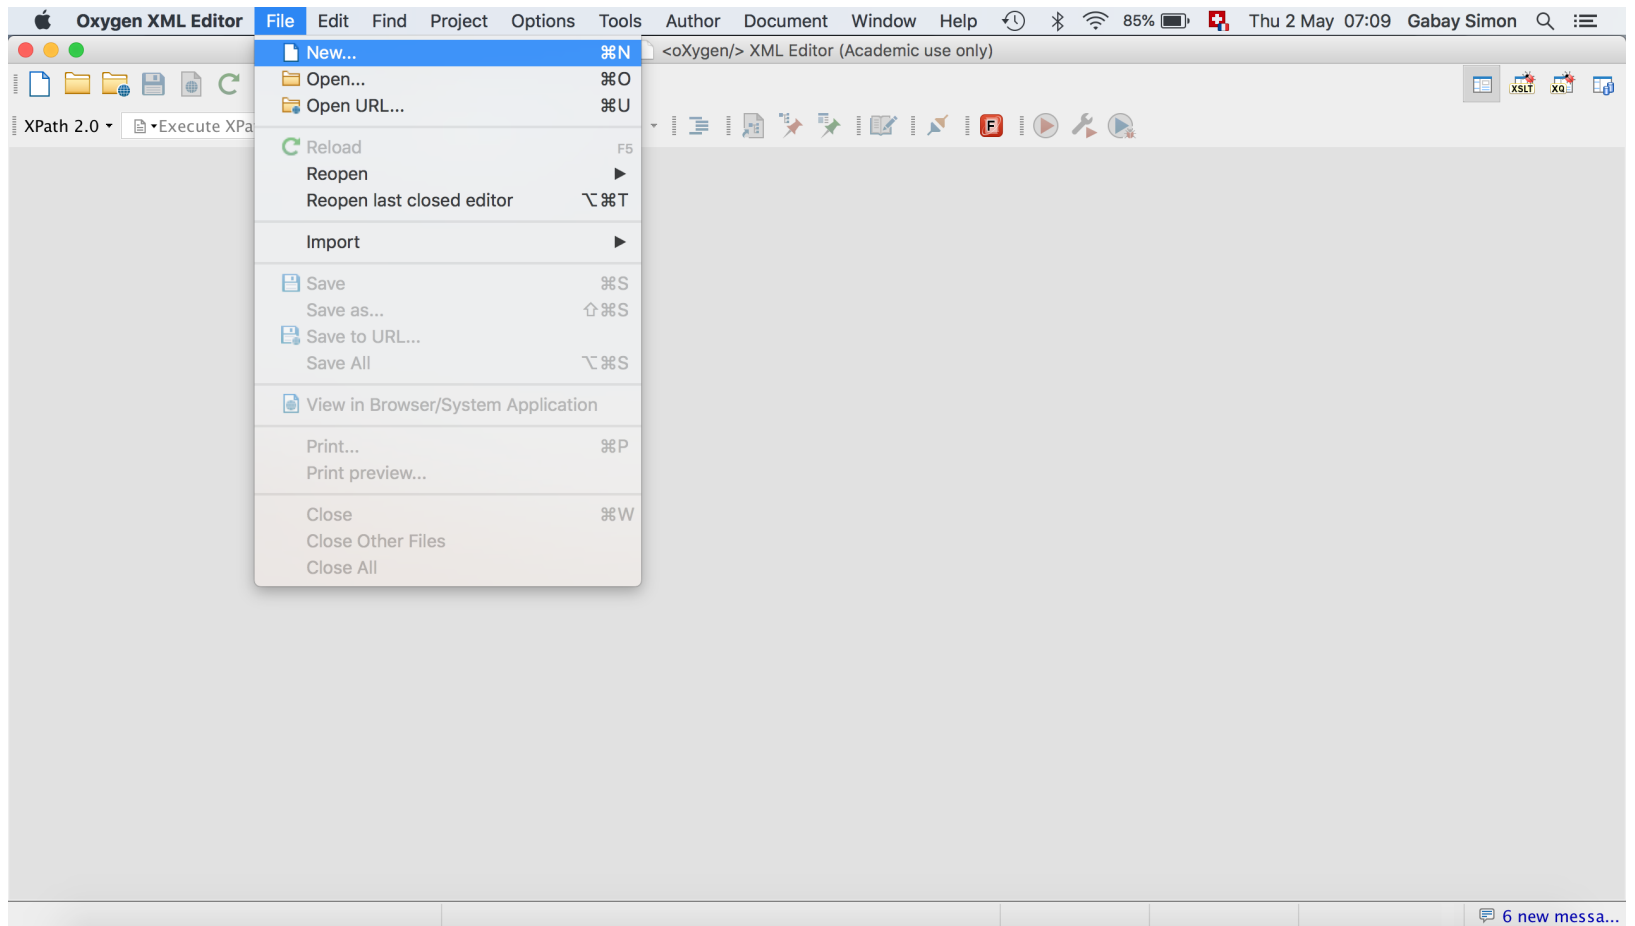 Oxygen XML Editor File Edit Find Project Options Tools Author Document Window Help 85% Thu 2 May 07:09 Gabay Simon
<oXygen/> XML Editor (Academic use only)
New... ⌘N
Open... ⌘O
Open URL... ⌘U
XSLT XQ
XPath 2.0 Execute XPa
F
Reload F5
Reopen ▶
Reopen last closed editor ⌥⌘T
Import ▶
Save ⌘S
Save as... ⇧⌘S
Save to URL...
Save All ⌥⌘S
View in Browser/System Application
Print... ⌘P
Print preview...
Close ⌘W
Close Other Files
Close All
6 new messa...